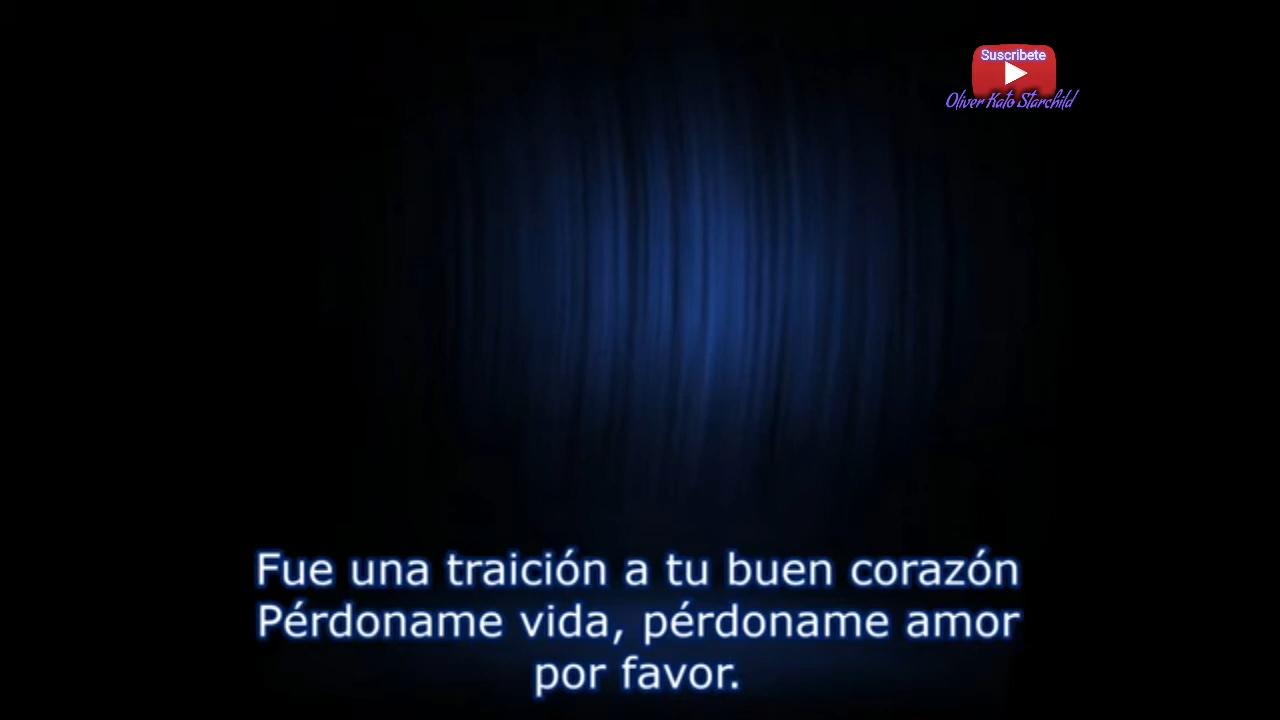 Suscribete
Oliver Kato Starchild
Fue una traición a tu buen corazón
Pérdoname vida, pérdoname amor
por favor.